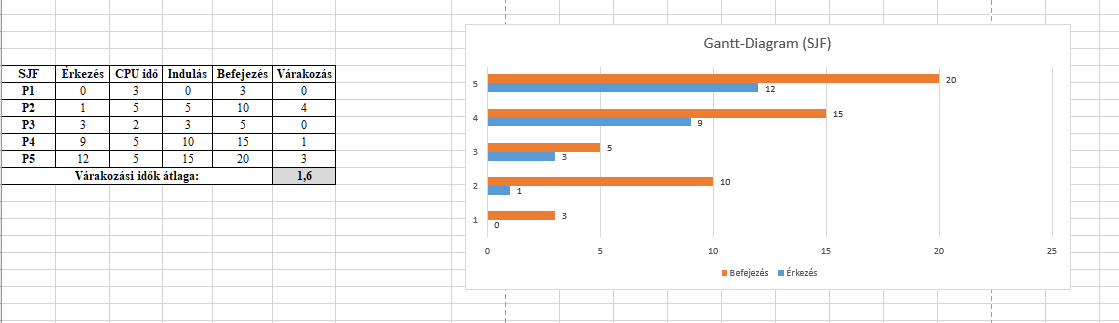 SJF Érkezés CPU idő Indulás Befejezés Várakozás
P1 0 3 0 3 0
P2 1 5 5 10 4
P3 3 2 3 5 0
P4 9 5 10 15 1
P5 12 5 15 20 3
Várakozási idők átlaga: 1,6
Gantt-Diagram (SJF)
5 20
12
4 15
9
3 5
3
2 10
1
1 3
0
0 5 10 15 20 25
Befejezés Érkezés